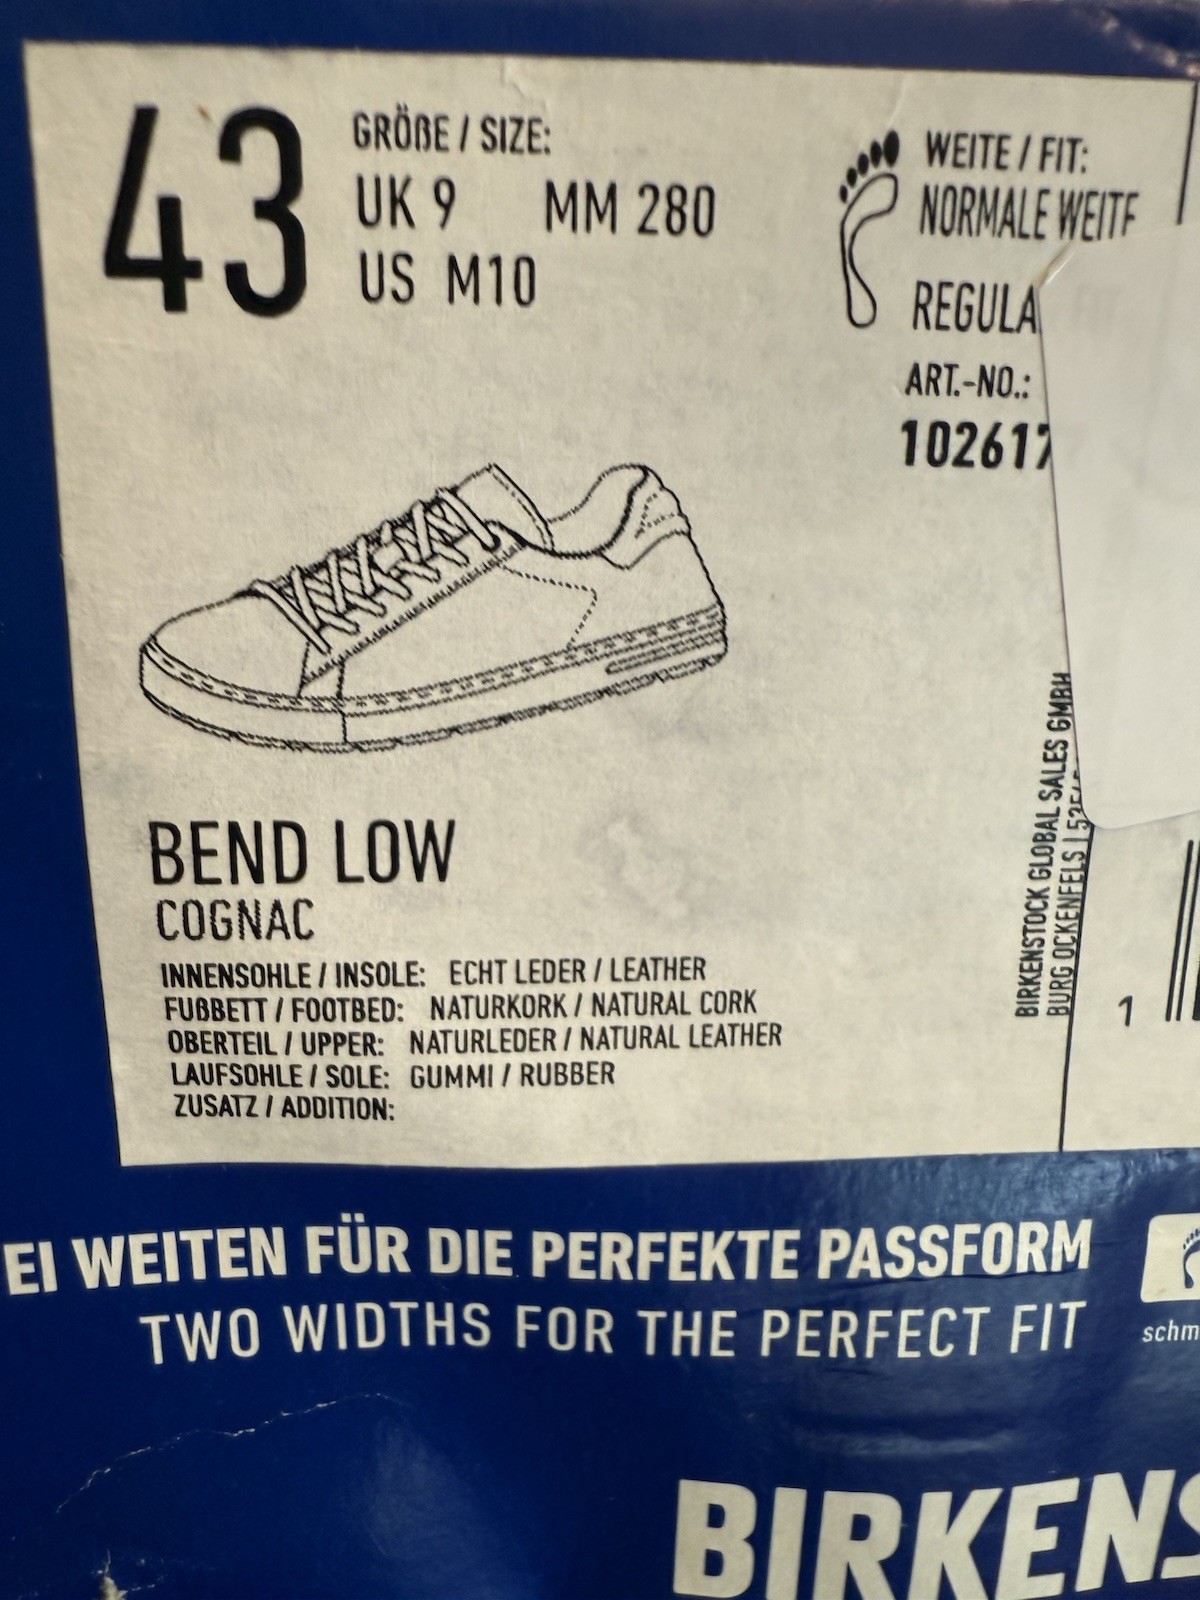 43
GRÖßE / SIZE:
UK 9 MM 280
US M10
WEITE / FIT:
NORMALE WEITE
REGULA
ART.-NO.:
102617
BEND LOW
COGNAC
INNENSOHLE / INSOLE: ECHT LEDER / LEATHER
FUßBETT / FOOTBED: NATURKORK / NATURAL CORK
OBERTEIL / UPPER: NATURLEDER / NATURAL LEATHER
LAUFSOHLE / SOLE: GUMMI / RUBBER
ZUSATZ / ADDITION:
BIRKENSTOCK GLOBAL SALES GMBH
BURG OCKENFELS |
1
EI WEITEN FÜR DIE PERFEKTE PASSFORM
TWO WIDTHS FOR THE PERFECT FIT
schm
BIRKENS